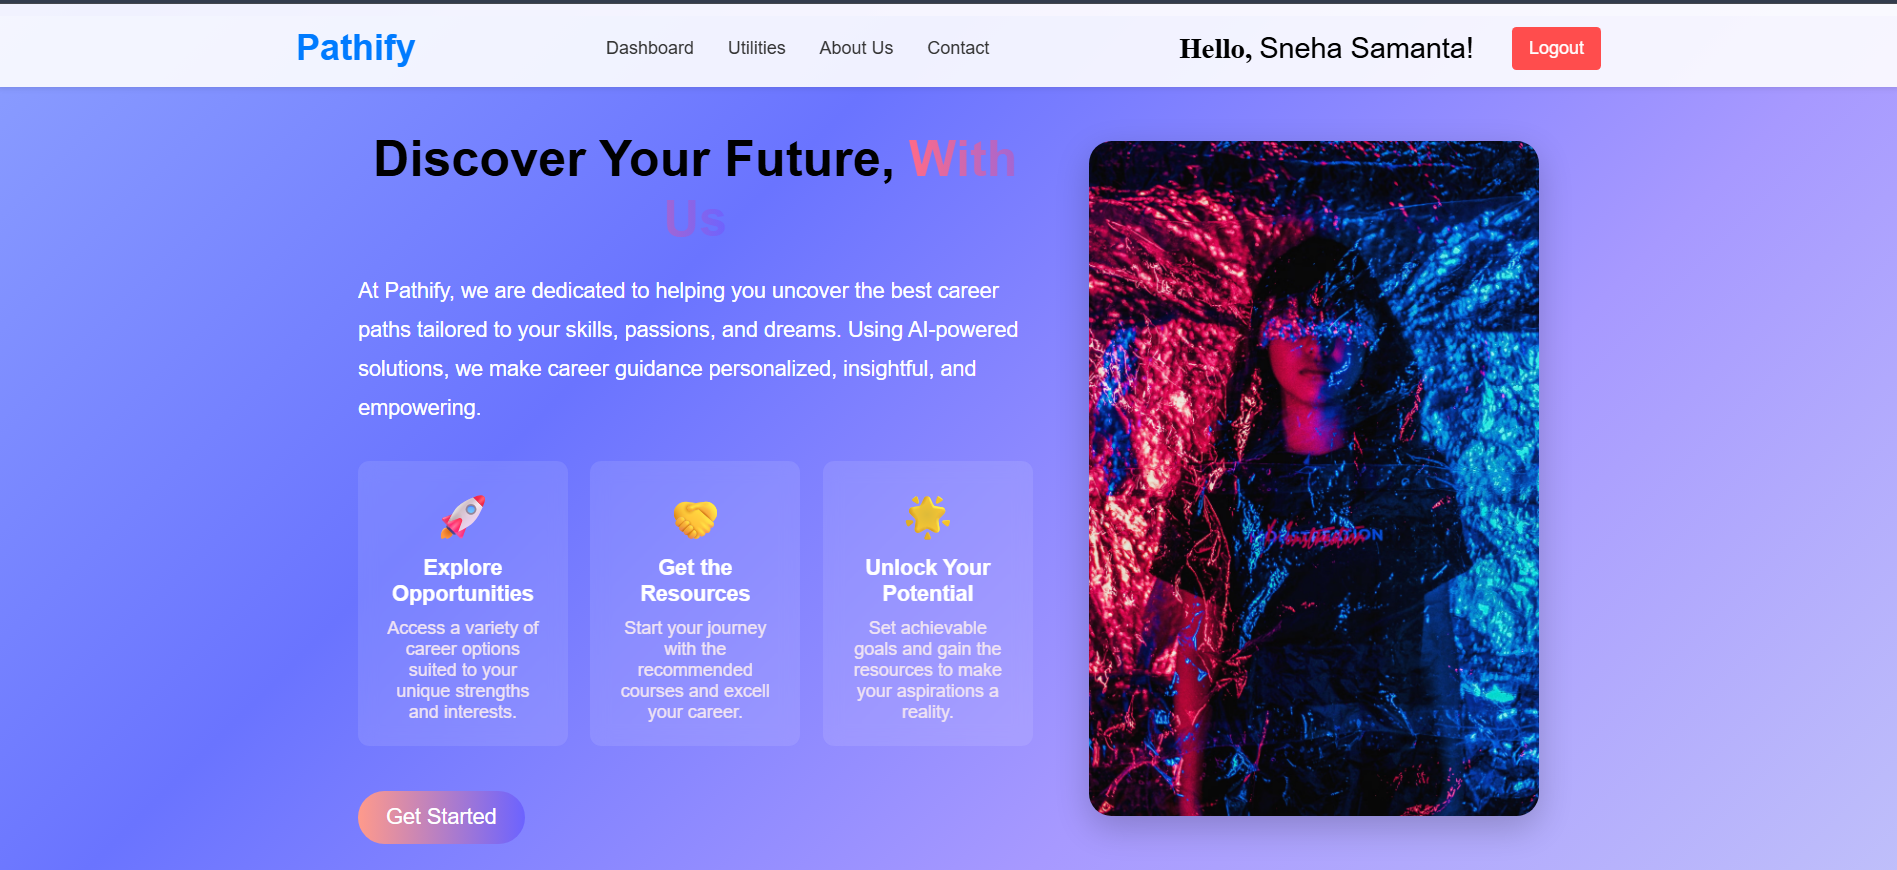 Pathify
Dashboard Utilities About Us Contact
Hello, Sneha Samanta!
Logout
Discover Your Future, With
Us
At Pathify, we are dedicated to helping you uncover the best career
paths tailored to your skills, passions, and dreams. Using AI-powered
solutions, we make career guidance personalized, insightful, and
empowering.
Explore
Opportunities
Access a variety of
career options
suited to your
unique strengths
and interests.
Get the
Resources
Start your journey
with the
recommended
courses and excell
your career.
Unlock Your
Potential
Set achievable
goals and gain the
resources to make
your aspirations a
reality.
Get Started